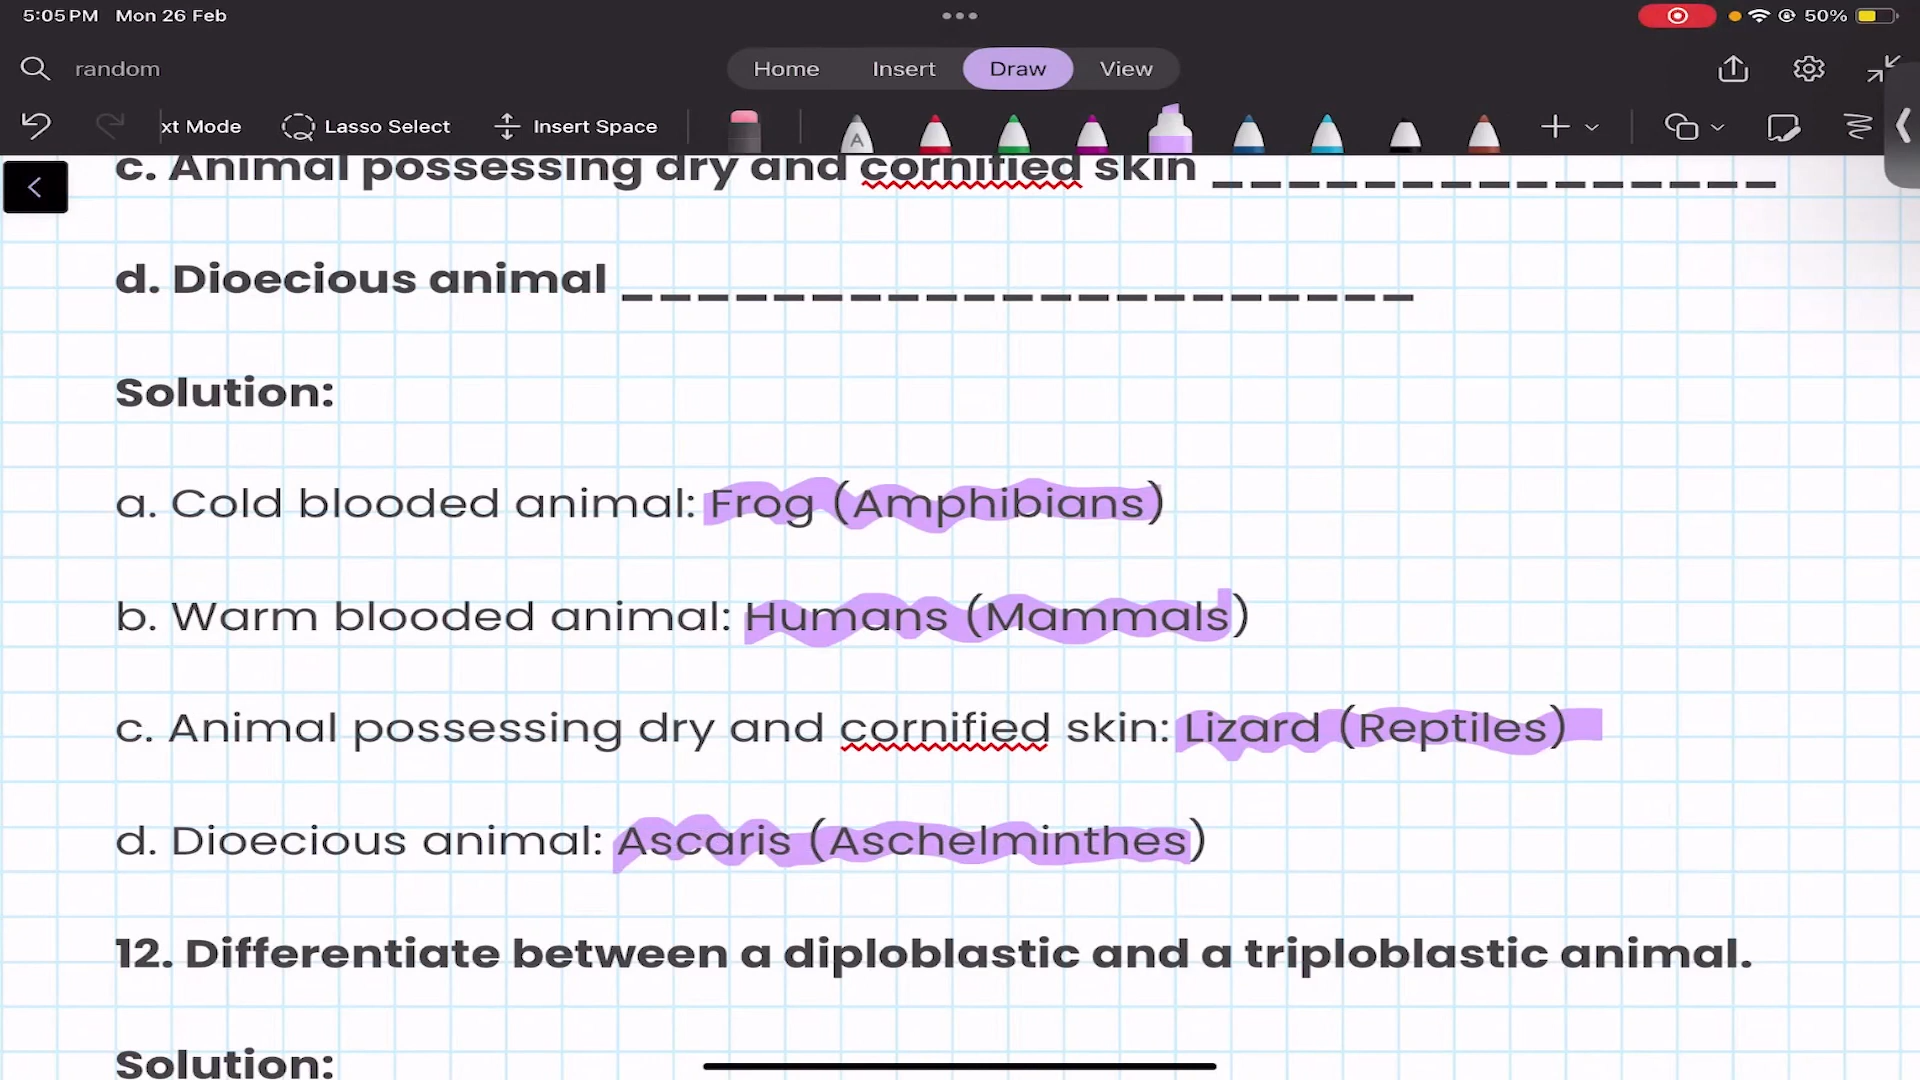 5:05 PM Mon 26 Feb
50%
random
Home Insert Draw View
xt Mode Lasso Select Insert Space
A
c. Animal possessing dry and cornified skin _ _ _ _ _ _ _ _ _ _ _ _ _ _ _
d. Dioecious animal _ _ _ _ _ _ _ _ _ _ _ _ _ _ _ _ _ _ _ _ _
Solution:
a. Cold blooded animal: Frog (Amphibians)
b. Warm blooded animal: Humans (Mammals)
c. Animal possessing dry and cornified skin: Lizard (Reptiles)
d. Dioecious animal: Ascaris (Aschelminthes)
12. Differentiate between a diploblastic and a triploblastic animal.
Solution: